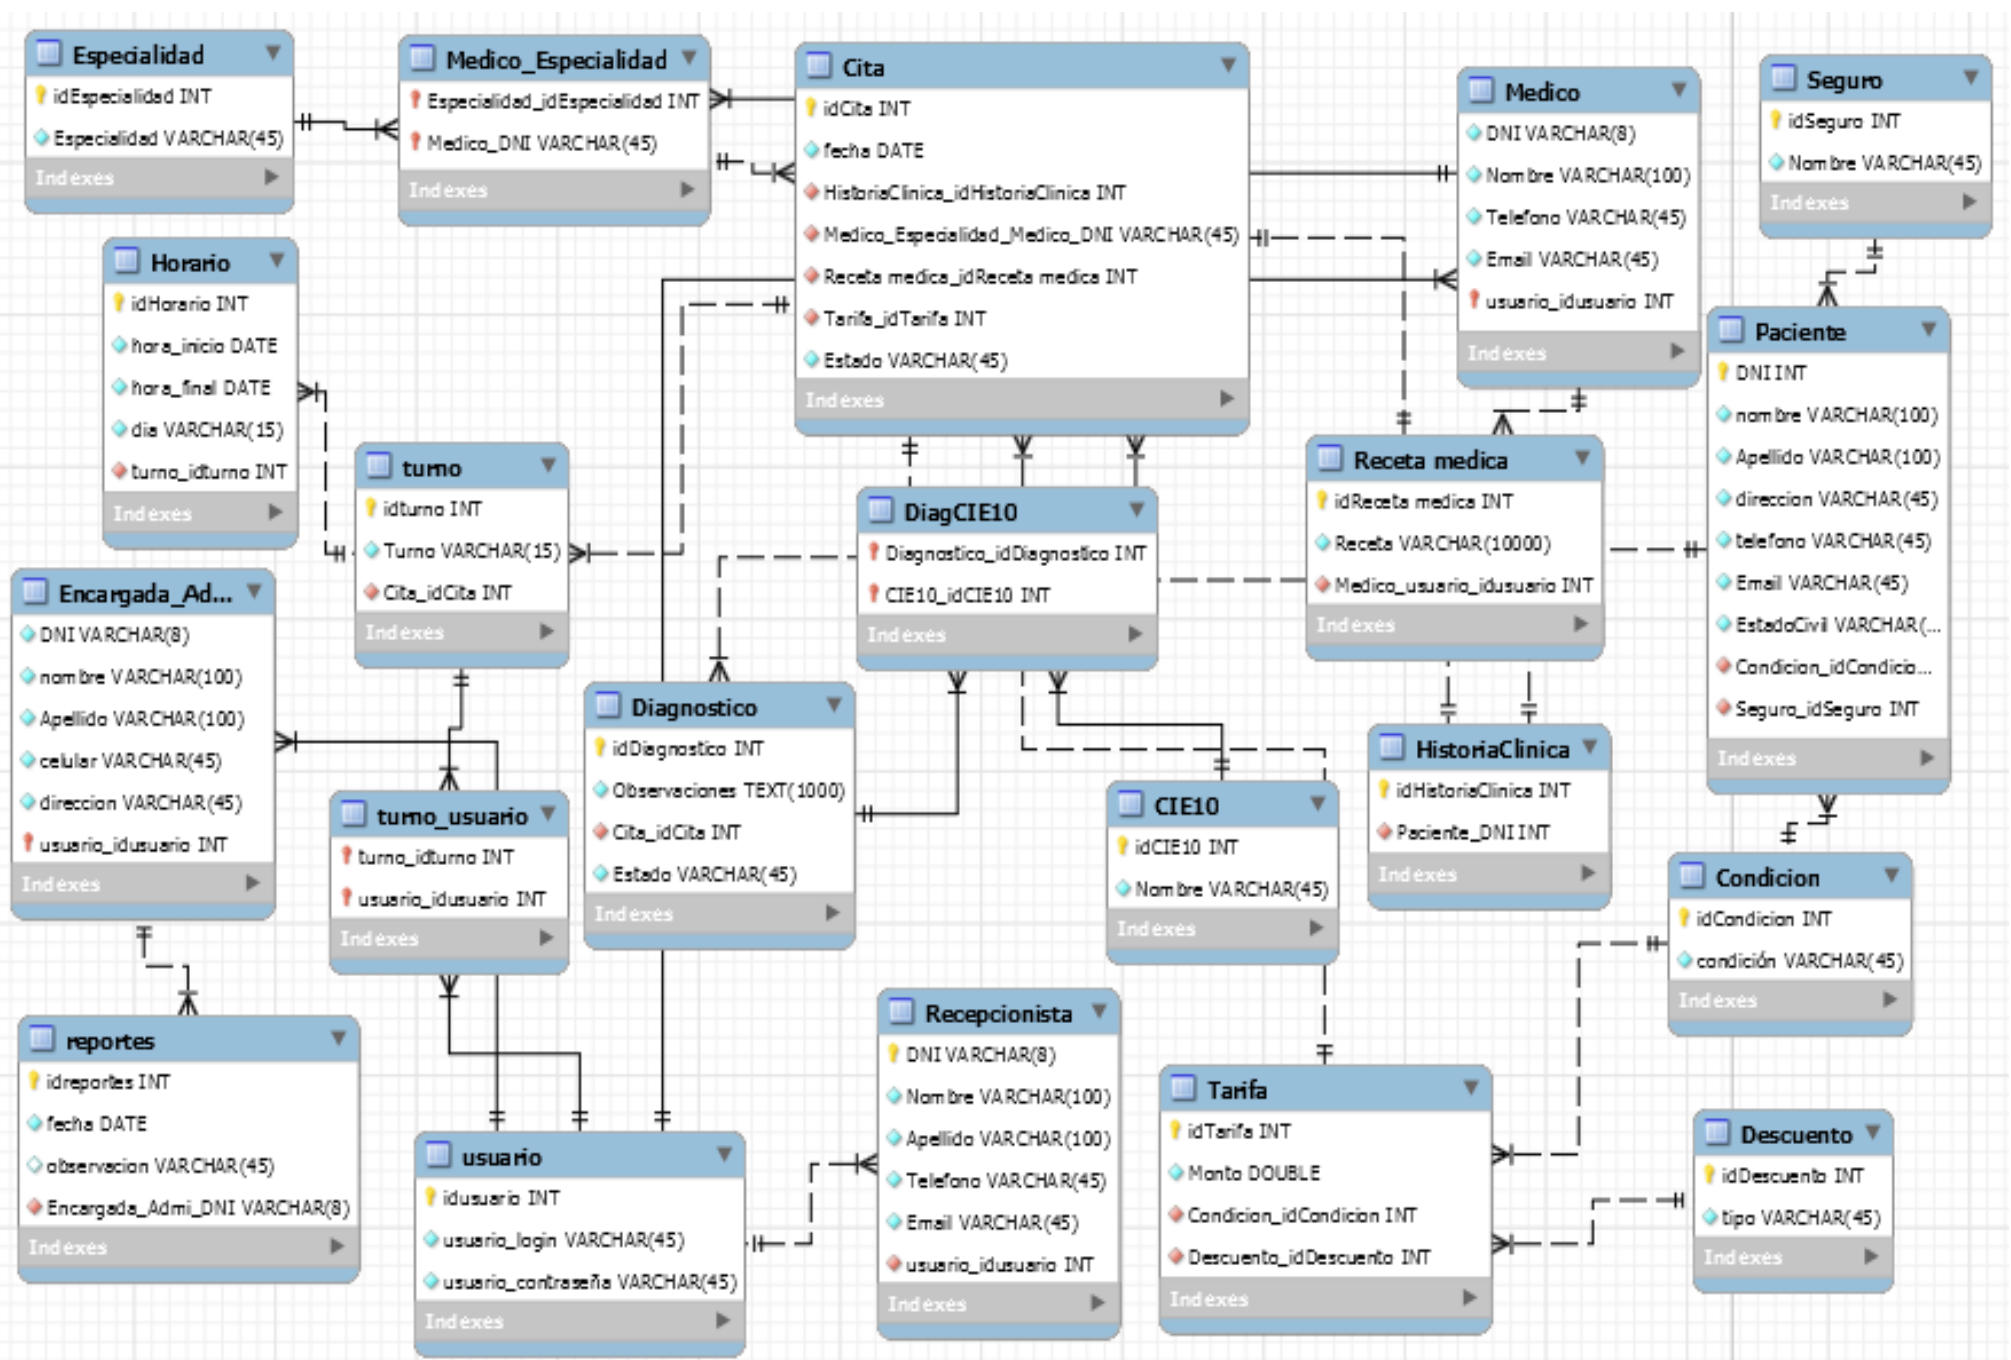 Especialidad
idEspecialidad INT
Especialidad VARCHAR(45)
Indexes
Medico_Especialidad
Especialidad_idEspecialidad INT
Medico_DNI VARCHAR(45)
Indexes
Cita
idCita INT
fecha DATE
HistoriaClinica_idHistoriaClinica INT
Medico_Especialidad_Medico_DNI VARCHAR(45)
Receta medica_idReceta medica INT
Tarifa_idTarifa INT
Estado VARCHAR(45)
Indexes
Medico
DNI VARCHAR(8)
Nombre VARCHAR(100)
Telefono VARCHAR(45)
Email VARCHAR(45)
usuario_idusuario INT
Indexes
Seguro
idSeguro INT
Nombre VARCHAR(45)
Indexes
Horario
idHorario INT
hora_inicio DATE
hora_final DATE
dia VARCHAR(15)
turno_idturno INT
Indexes
turno
idturno INT
Turno VARCHAR(15)
Cita_idCita INT
Indexes
DiagCIE10
Diagnostico_idDiagnostico INT
CIE10_idCIE10 INT
Indexes
Receta medica
idReceta medica INT
Receta VARCHAR(10000)
Medico_usuario_idusuario INT
Indexes
Paciente
DNI INT
nombre VARCHAR(100)
Apellido VARCHAR(100)
direccion VARCHAR(45)
telefono VARCHAR(45)
Email VARCHAR(45)
EstadoCivil VARCHAR(...
Condicion_idCondicio...
Seguro_idSeguro INT
Indexes
Encargada_Ad...
DNI VARCHAR(8)
nombre VARCHAR(100)
Apellido VARCHAR(100)
celular VARCHAR(45)
direccion VARCHAR(45)
usuario_idusuario INT
Indexes
turno_usuario
turno_idturno INT
usuario_idusuario INT
Indexes
Diagnostico
idDiagnostico INT
Observaciones TEXT(1000)
Cita_idCita INT
Estado VARCHAR(45)
Indexes
CIE10
idCIE10 INT
Nombre VARCHAR(45)
Indexes
HistoriaClinica
idHistoriaClinica INT
Paciente_DNI INT
Indexes
Condicion
idCondicion INT
condición VARCHAR(45)
Indexes
reportes
idreportes INT
fecha DATE
observacion VARCHAR(45)
Encargada_Admi_DNI VARCHAR(8)
Indexes
usuario
idusuario INT
usuario_login VARCHAR(45)
usuario_contraseña VARCHAR(45)
Indexes
Recepcionista
DNI VARCHAR(8)
Nombre VARCHAR(100)
Apellido VARCHAR(100)
Telefono VARCHAR(45)
Email VARCHAR(45)
usuario_idusuario INT
Indexes
Tarifa
idTarifa INT
Monto DOUBLE
Condicion_idCondicion INT
Descuento_idDescuento INT
Indexes
Descuento
idDescuento INT
tipo VARCHAR(45)
Indexes